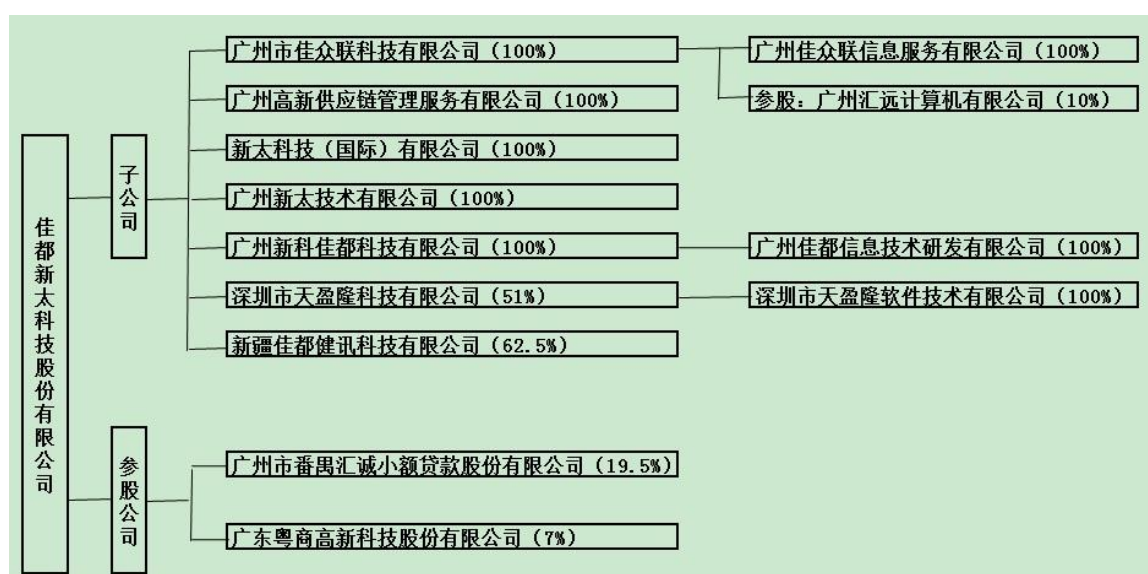 佳都新太科技股份有限公司
子公司
广州市佳众联科技有限公司（100%）
广州佳众联信息服务有限公司（100%）
参股：广州汇远计算机有限公司（10%）
广州高新供应链管理服务有限公司（100%）
新太科技（国际）有限公司（100%）
广州新太技术有限公司（100%）
广州新科佳都科技有限公司（100%）
广州佳都信息技术研发有限公司（100%）
深圳市天盈隆科技有限公司（51%）
深圳市天盈隆软件技术有限公司（100%）
新疆佳都健讯科技有限公司（62.5%）
参股公司
广州市番禺汇诚小额贷款股份有限公司（19.5%）
广东粤商高新科技股份有限公司（7%）